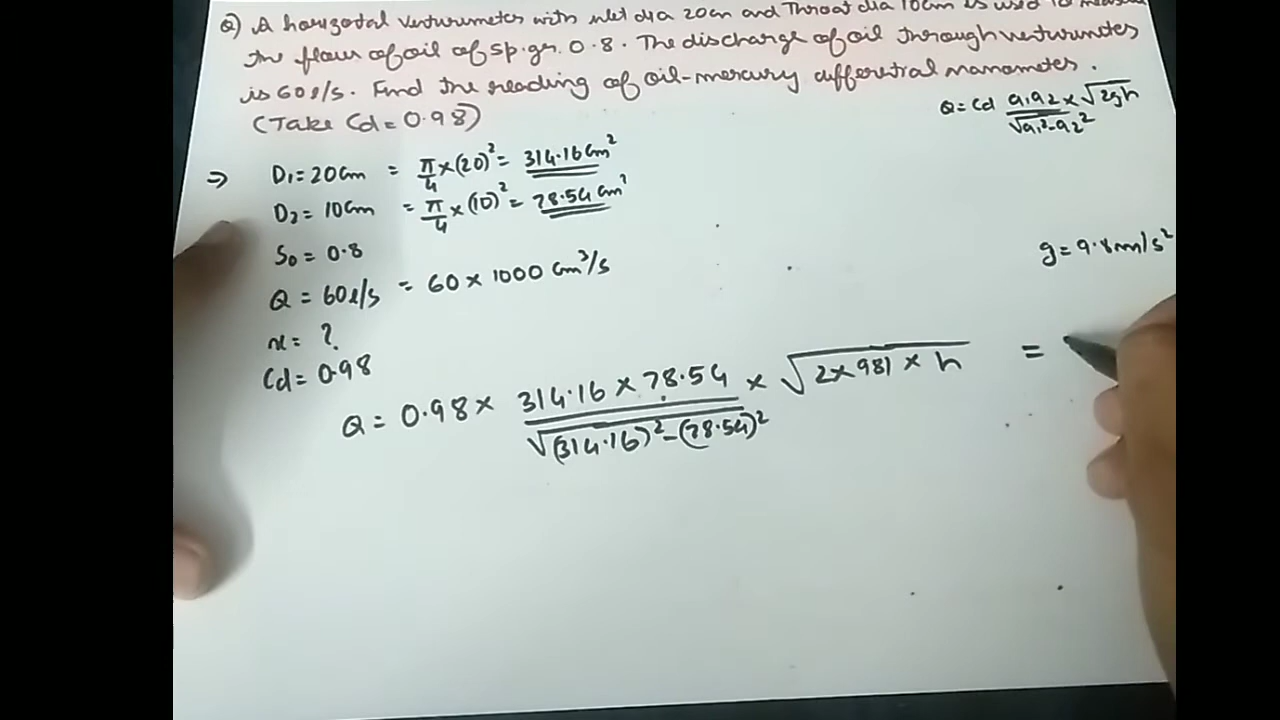 Q) A horizontal venturimeter with inlet dia 20cm and Throat dia 10cm is used to measure
the flow of oil of sp.gr. 0.8. The discharge of oil through venturimeter
is 60l/s. Find the reading of oil-mercury differential manometer.
(Take Cd = 0.98)
Q = Cd a1a2 × √2gh / √a1² - a2²
⇒ D1 = 20cm = π/4 × (20)² = 314.16cm²
D2 = 10cm = π/4 × (10)² = 78.54 cm²
S0 = 0.8
g = 9.8m/s²
Q = 60l/s = 60 × 1000 cm³/s
x = ?
Cd = 0.98
Q = 0.98 × 314.16 × 78.54 / √(314.16)² - (78.54)² × √2 × 981 × h =